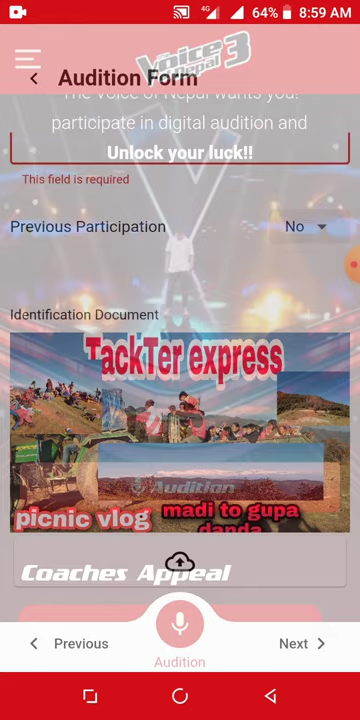 4G 64% 8:59 AM
The Voice of Nepal 3
Audition Form
The Voice of Nepal wants you!
participate in digital audition and
Unlock your luck!!
This field is required
Previous Participation No
Identification Document
TackTer express
Audition
picnic vlog
madi to gupa
danda
Coaches Appeal
Previous
Next
Audition